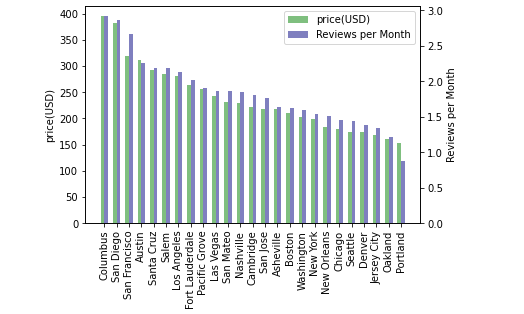 price(USD)
Reviews per Month
400
350
300
250
200
150
100
50
0
3.0
2.5
2.0
1.5
1.0
0.5
0.0
price(USD)
Reviews per Month
Columbus
San Diego
San Francisco
Austin
Santa Cruz
Salem
Los Angeles
Fort Lauderdale
Pacific Grove
Las Vegas
San Mateo
Nashville
Cambridge
San Jose
Asheville
Boston
Washington
New York
New Orleans
Chicago
Seattle
Denver
Jersey City
Oakland
Portland